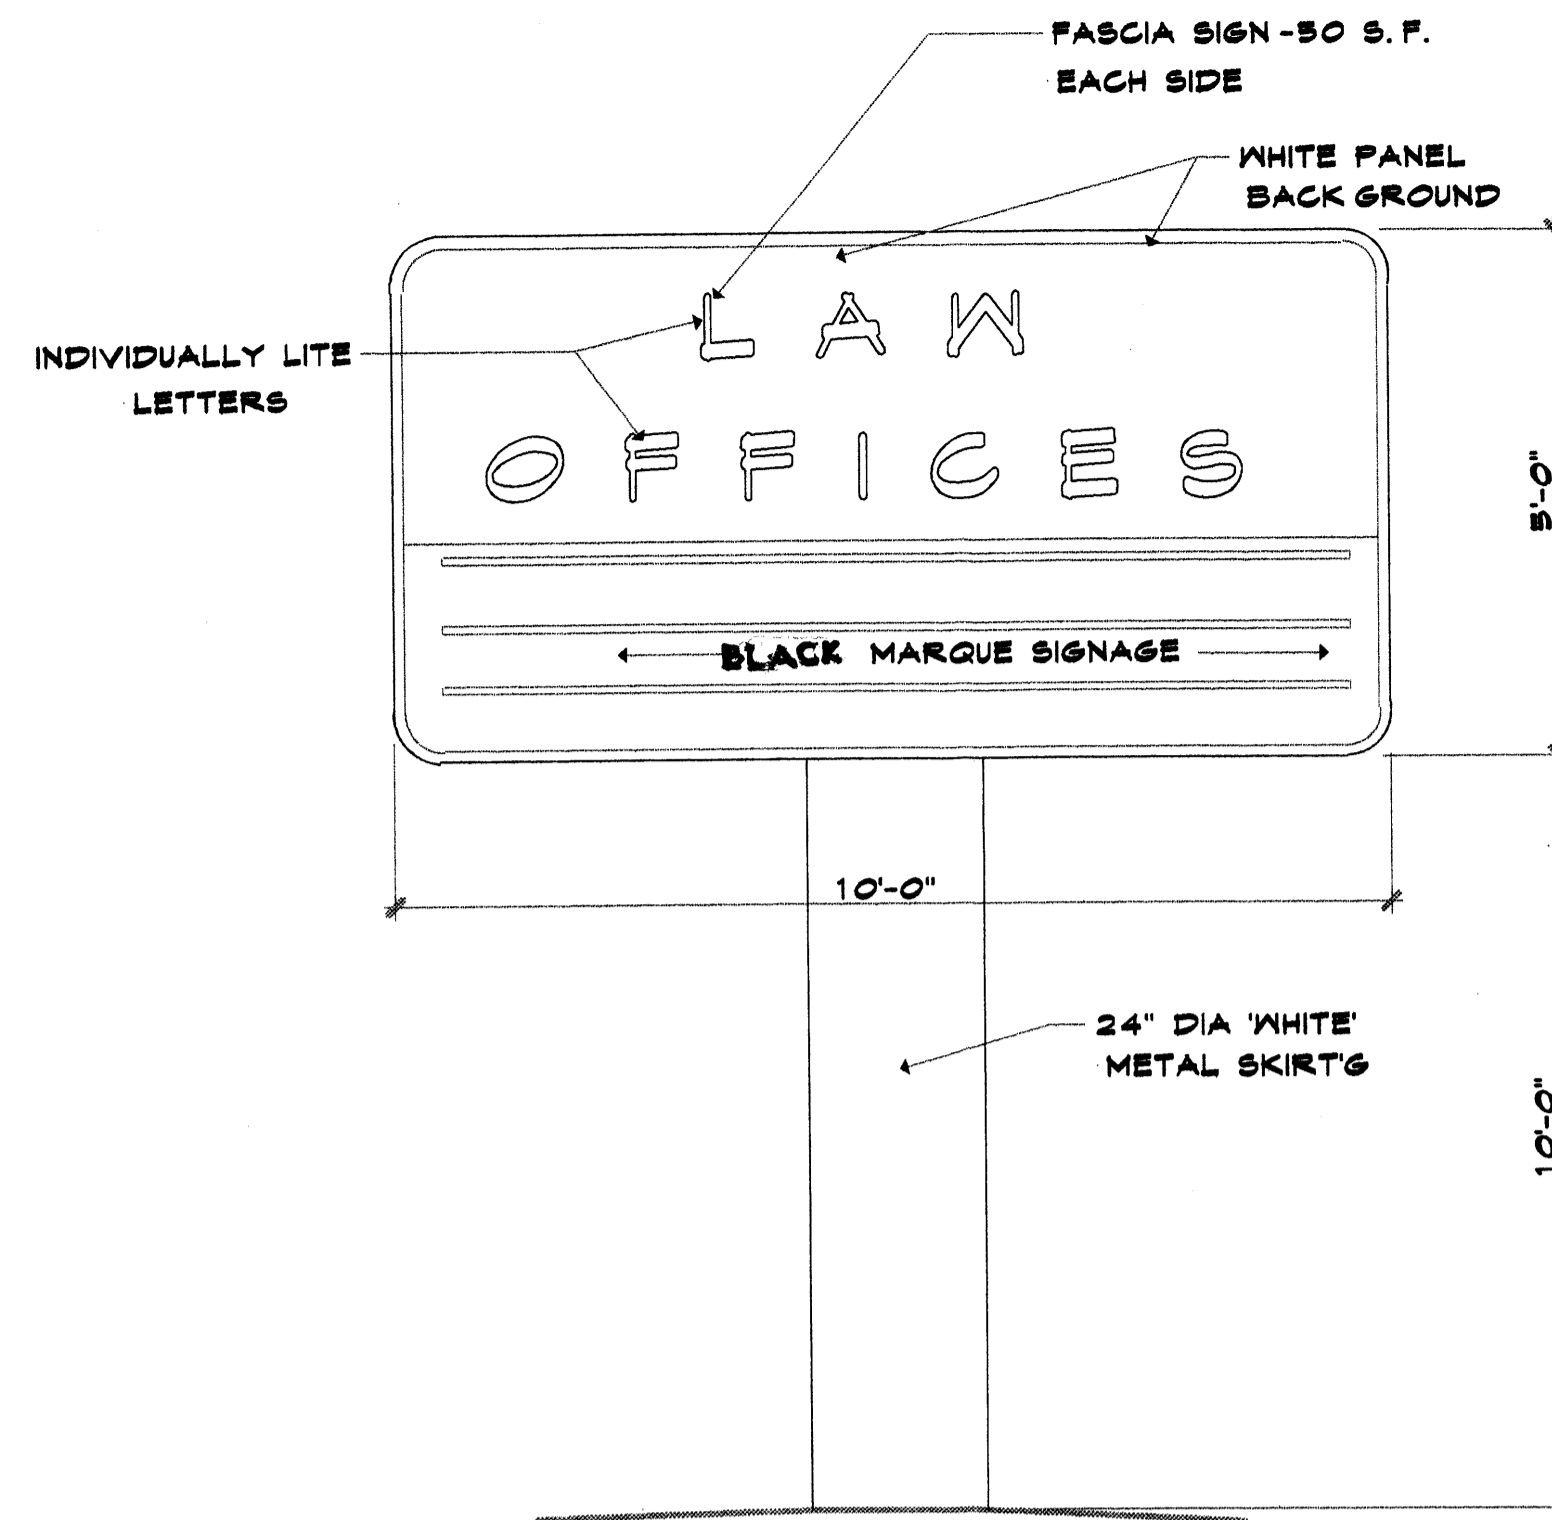 FASCIA SIGN -50 S.F.
EACH SIDE
WHITE PANEL
BACK GROUND
LAW
INDIVIDUALLY LITE
LETTERS
OFFICES
5'-0"
BLACK MARQUE SIGNAGE
10'-0"
24" DIA 'WHITE'
METAL SKIRT'G
10'-0"